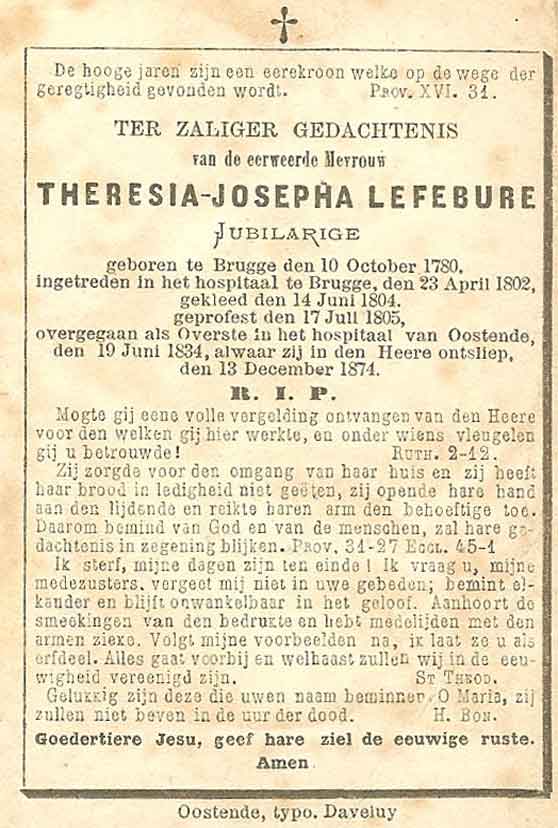 De hooge jaren zijn een eerekroon welke op de wege der
geregtigheid gevonden wordt. PROV. XVI. 31.
TER ZALIGER GEDACHTENIS
van de eerweerde Mevrouw
THERESIA-JOSEPHA LEFEBURE
JUBILARIGE
geboren te Brugge den 10 October 1780,
ingetreden in het hospitaal te Brugge, den 23 April 1802,
gekleed den 14 Juni 1804.
geprofest den 17 Juli 1805,
overgegaan als Overste in het hospitaal van Oostende,
den 19 Juni 1834, alwaar zij in den Heere ontsliep,
den 13 December 1874.
R. I. P.
Mogte gij eene volle vergelding ontvangen van den Heere
voor den welken gij hier werkte, en onder wiens vleugelen
gij u betrouwde! RUTH. 2-12.
Zij zorgde voor den omgang van haar huis en zij heeft
haar brood in ledigheid niet geëten, zij opende hare hand
aan den lijdende en reikte haren arm den behoeftige toe.
Daarom bemind van God en van de menschen, zal hare ge-
dachtenis in zegening blijken. PROV. 31-27 ECCL. 45-1
Ik sterf, mijne dagen zijn ten einde! Ik vraag u, mijne
medezusters, vergeet mij niet in uwe gebeden; bemint el-
kander en blijft onwankelbaar in het geloof. Aanhoort de
smeekingen van den bedrukte en hebt medelijden met den
armen zieke. Volgt mijne voorbeelden na, ik laat ze u als
erfdeel. Alles gaat voorbij en welhaast zullen wij in de eeu-
wigheid vereenigd zijn. ST THEOD.
Gelukkig zijn deze die uwen naam beminnen, O Maria, zij
zullen niet beven in de uur der dood. H. BON.
Goedertiere Jesu, geef hare ziel de eeuwige ruste.
Amen
Oostende, typo. Daveluy